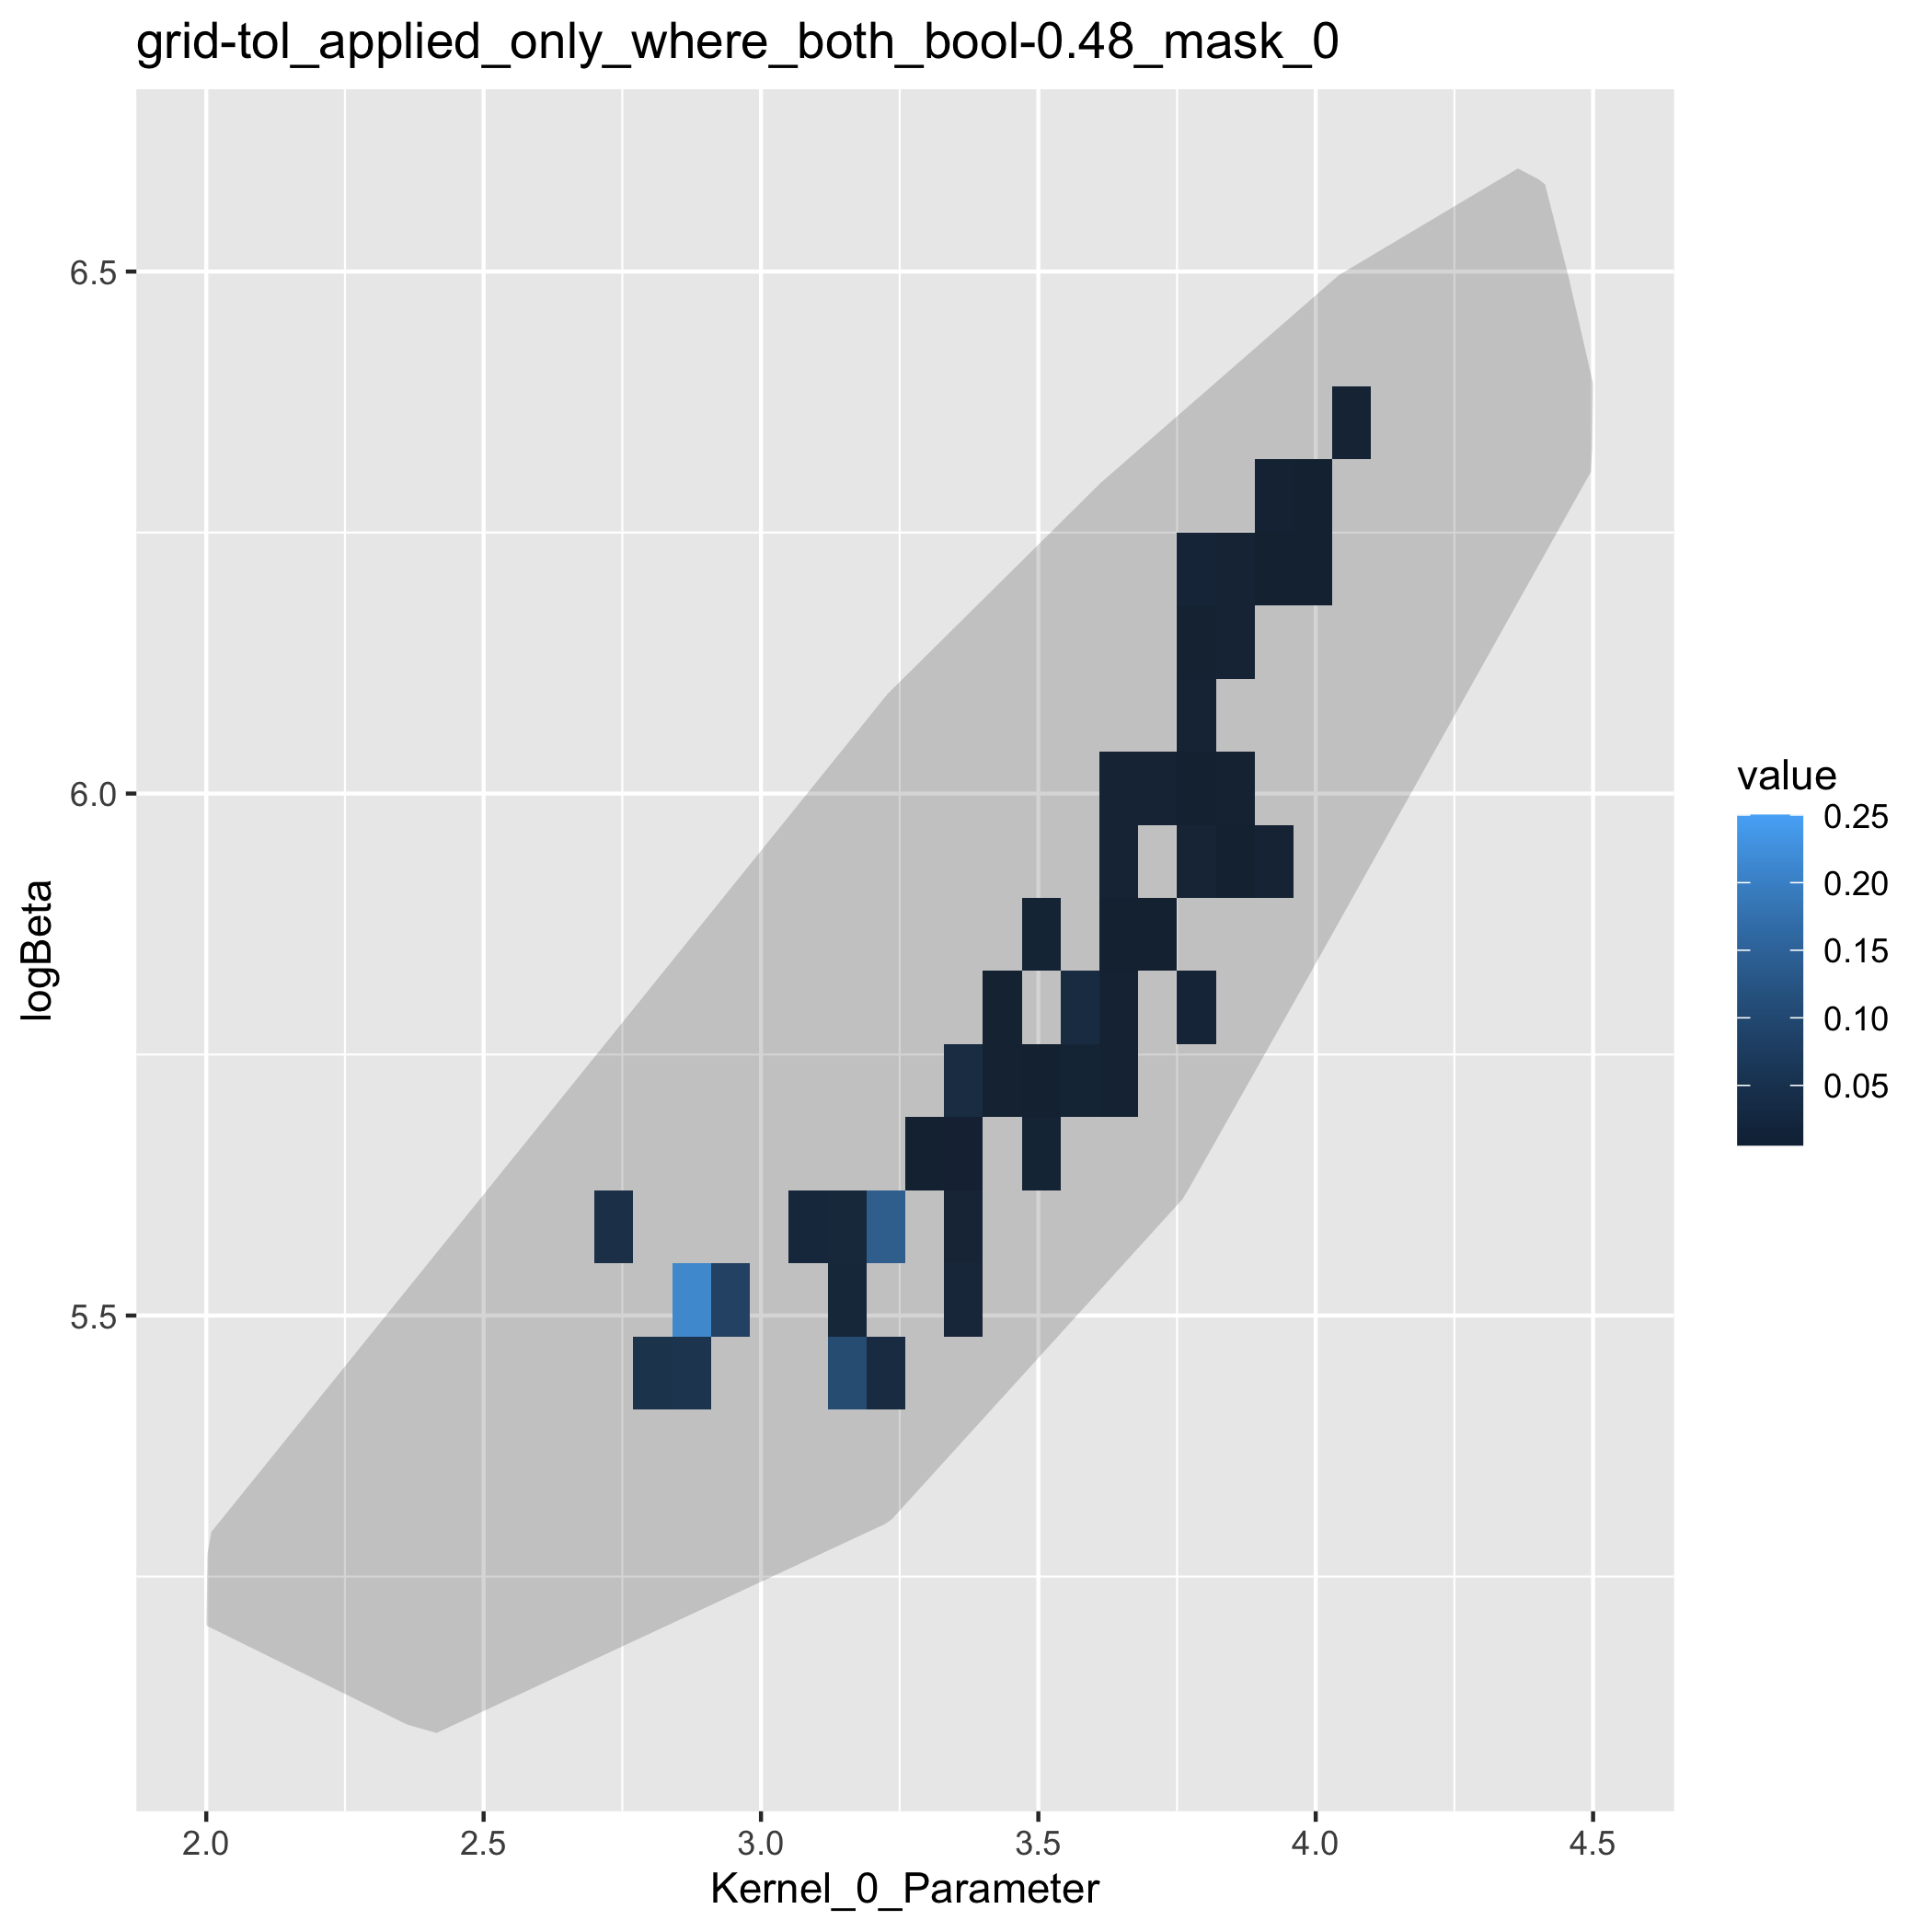 grid-tol_applied_only_where_both_bool-0.48_mask_0
6.5
6.0
5.5
logBeta
2.0 2.5 3.0 3.5 4.0 4.5
Kernel_0_Parameter
value
0.25
0.20
0.15
0.10
0.05